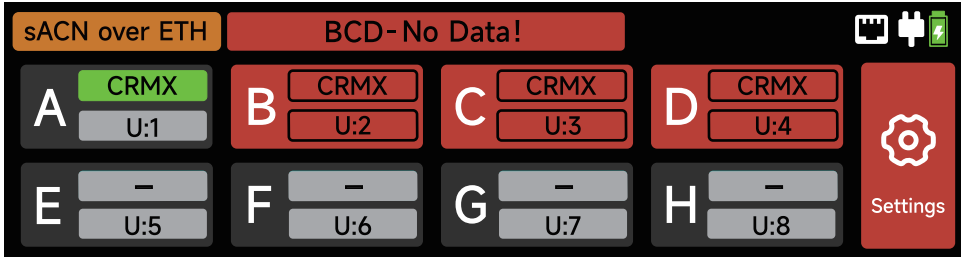 sACN over ETH
BCD-No Data!
A
CRMX
U:1
B
CRMX
U:2
C
CRMX
U:3
D
CRMX
U:4
E
–
U:5
F
–
U:6
G
–
U:7
H
–
U:8
Settings